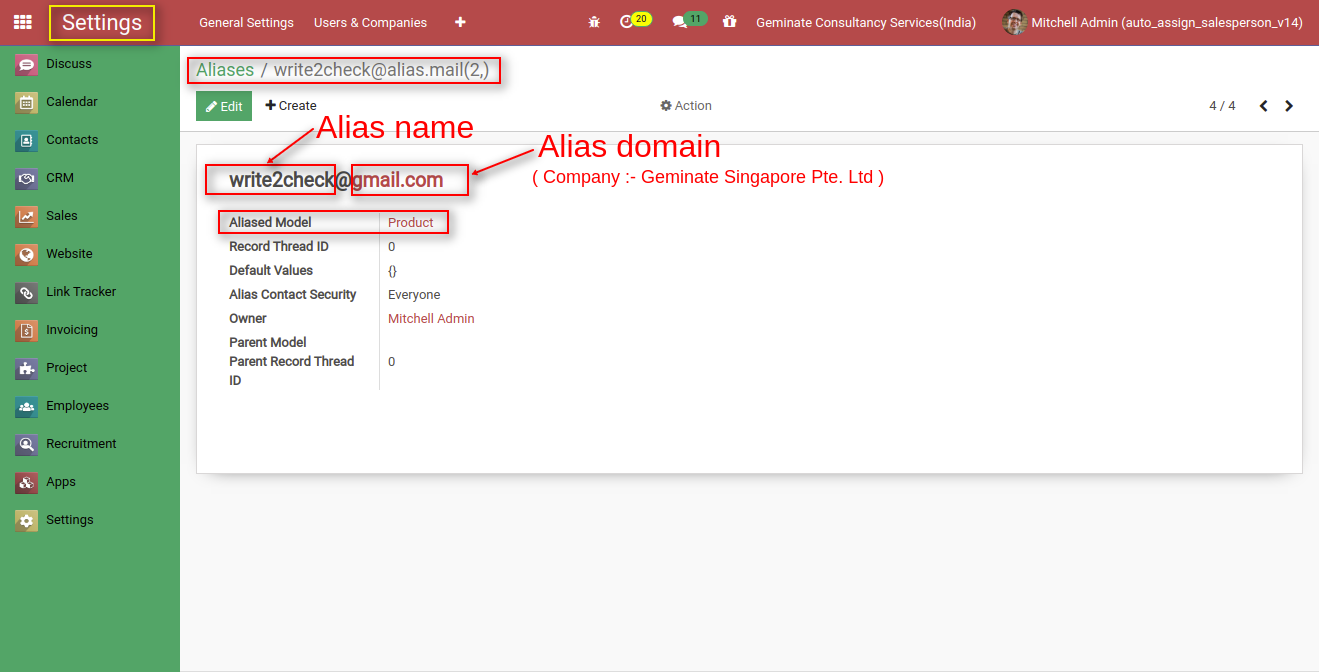 Settings
General Settings
Users & Companies
20
11
Geminate Consultancy Services(India)
Mitchell Admin (auto_assign_salesperson_v14)
Discuss
Calendar
Contacts
CRM
Sales
Website
Link Tracker
Invoicing
Project
Employees
Recruitment
Apps
Settings
Aliases / write2check@alias.mail(2,)
Edit
Create
Action
4 / 4
Alias name
Alias domain
( Company :- Geminate Singapore Pte. Ltd )
write2check@gmail.com
Aliased Model Product
Record Thread ID 0
Default Values {}
Alias Contact Security Everyone
Owner Mitchell Admin
Parent Model
Parent Record Thread 0
ID